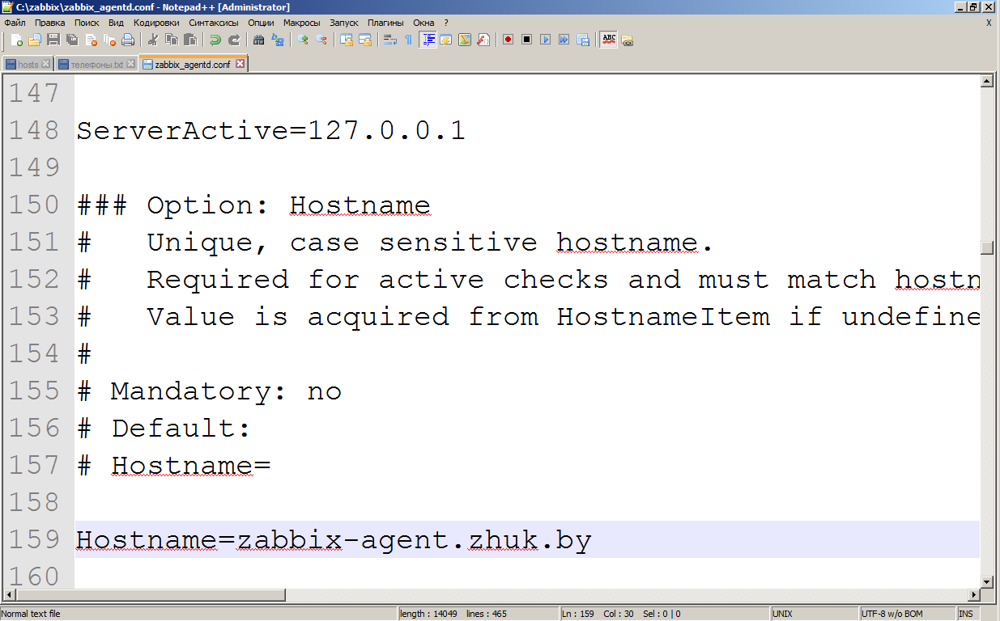 C:\zabbix\zabbix_agentd.conf - Notepad++ [Administrator]
Файл Правка Поиск Вид Кодировки Синтаксисы Опции Макросы Запуск Плагины Окна ? X
ABC
hosts телефоны.txt zabbix_agentd.conf
147
148 ServerActive=127.0.0.1
149
150 ### Option: Hostname
151 # Unique, case sensitive hostname.
152 # Required for active checks and must match hostn
153 # Value is acquired from HostnameItem if undefine
154 #
155 # Mandatory: no
156 # Default:
157 # Hostname=
158
159 Hostname=zabbix-agent.zhuk.by
160
Normal text file length : 14049 lines : 465 Ln : 159 Col : 30 Sel : 0 | 0 UNIX UTF-8 w/o BOM INS